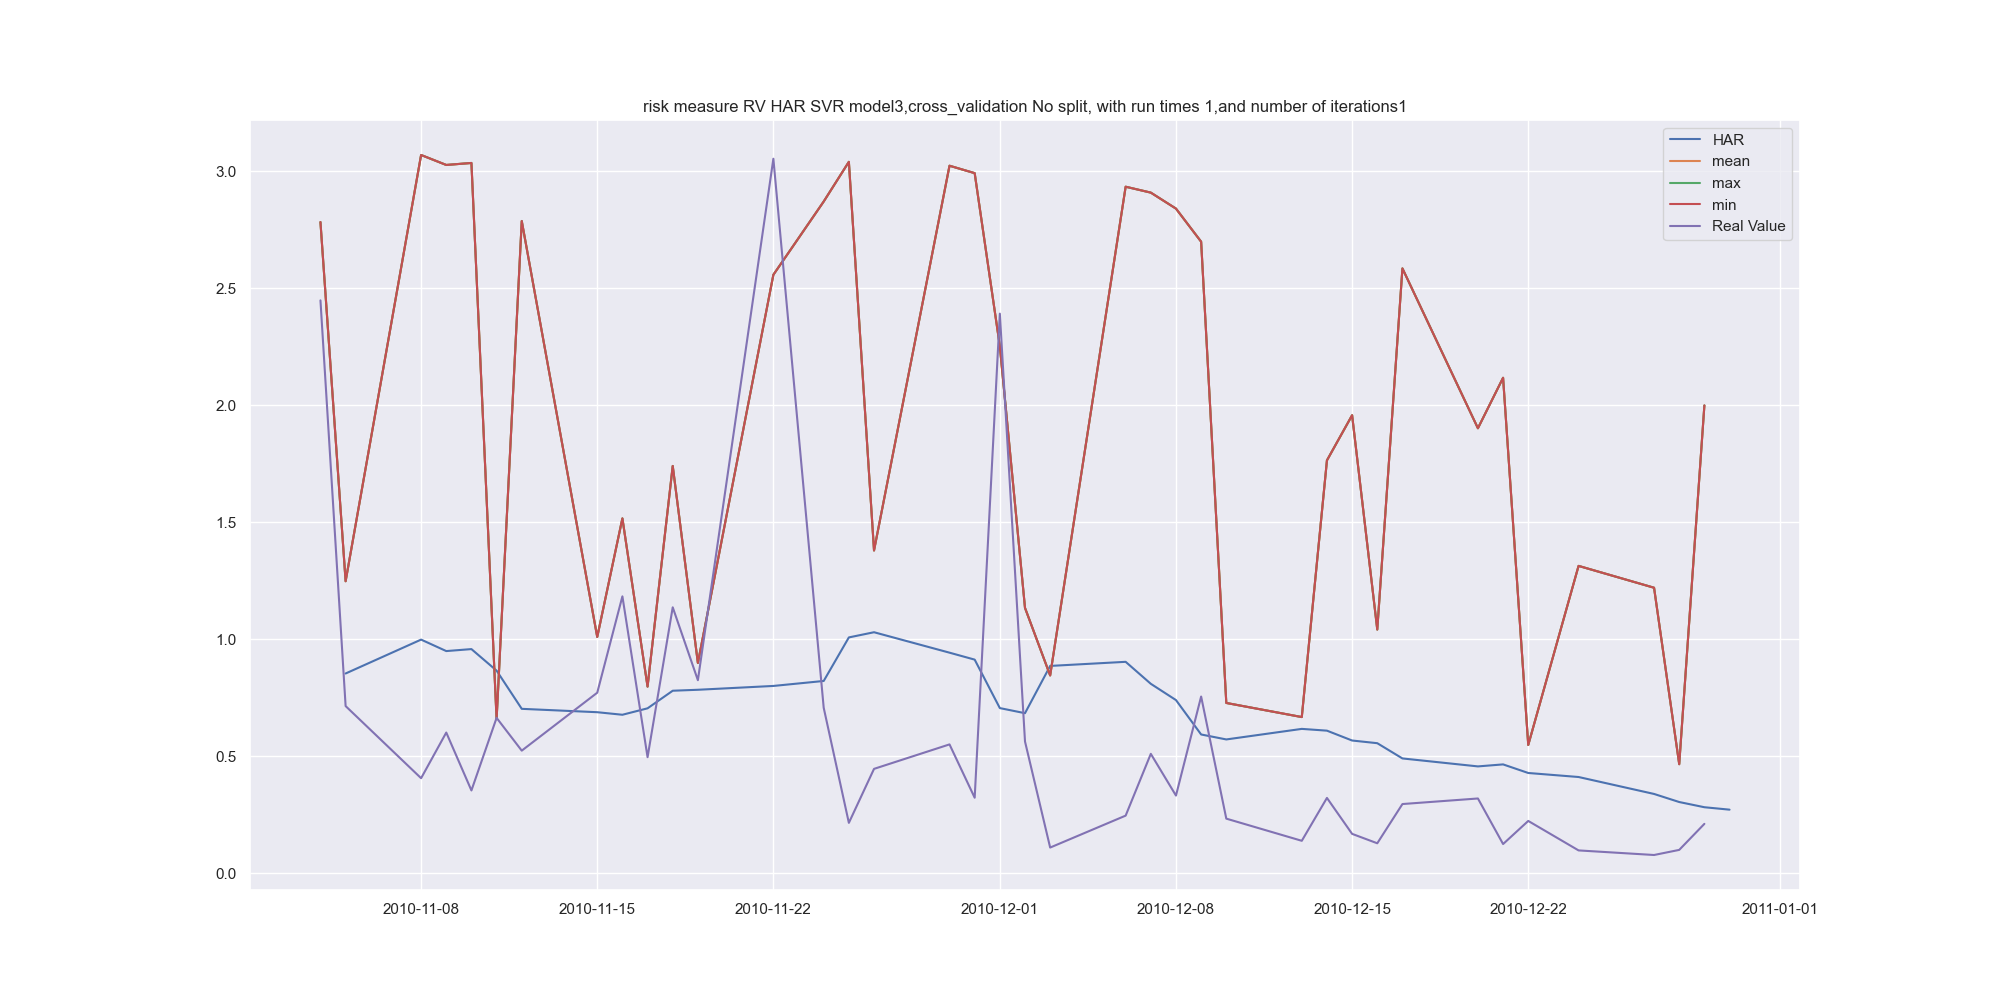 risk measure RV HAR SVR model3,cross_validation No split, with run times 1,and number of iterations1
HAR
mean
max
min
Real Value
3.0
2.5
2.0
1.5
1.0
0.5
0.0
2010-11-08 2010-11-15 2010-11-22 2010-12-01 2010-12-08 2010-12-15 2010-12-22 2011-01-01